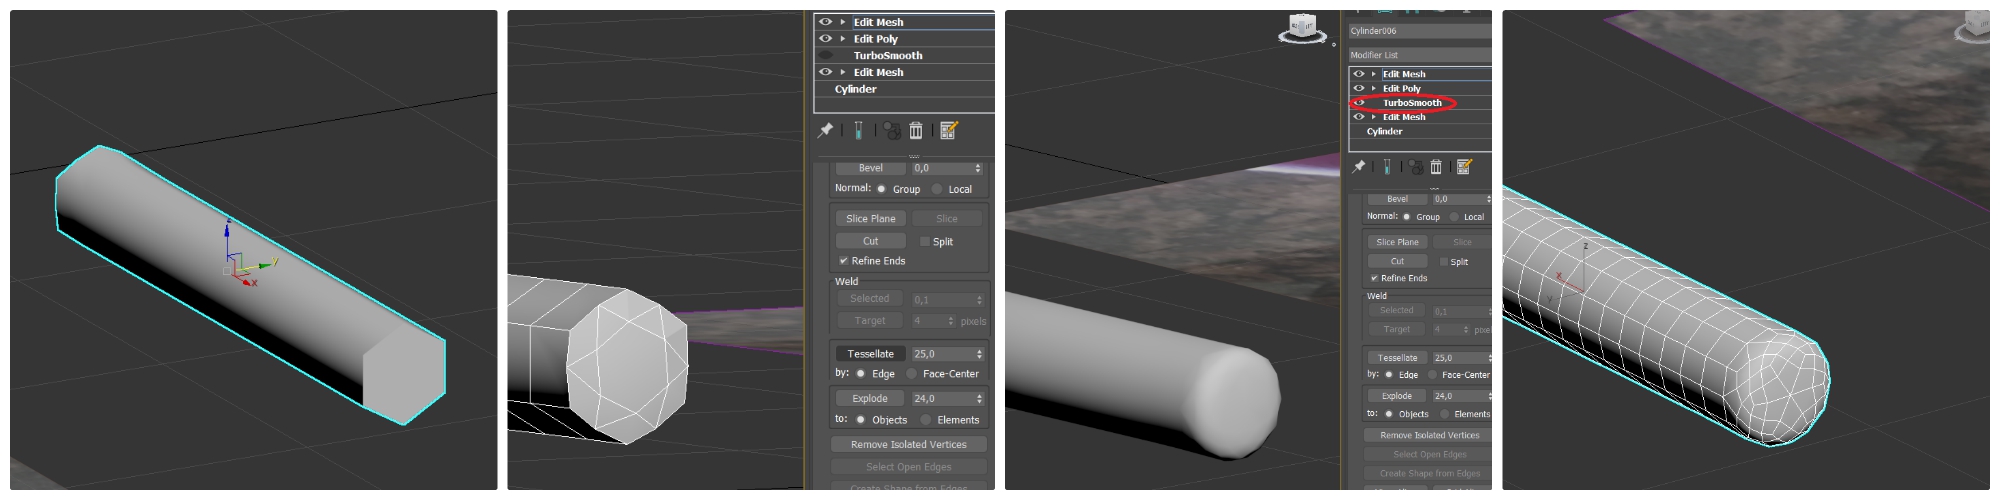 z
y
x
Edit Mesh
Edit Poly
TurboSmooth
Edit Mesh
Cylinder
Bevel 0,0
Normal: Group Local
Slice Plane Slice
Cut Split
Refine Ends
Weld
Selected 0,1
Target 4 pixels
Tessellate 25,0
by: Edge Face-Center
Explode 24,0
to: Objects Elements
Remove Isolated Vertices
Select Open Edges
Create Shape from Edges
Cylinder006
Modifier List
Edit Mesh
Edit Poly
TurboSmooth
Edit Mesh
Cylinder
Bevel 0,0
Normal: Group Local
Slice Plane Slice
Cut Split
Refine Ends
Weld
Selected 0,1
Target 4 pixel
Tessellate 25,0
by: Edge Face-Center
Explode 24,0
to: Objects Elements
Remove Isolated Vertices
Select Open Edges
Create Shape from Edges
z
x
y